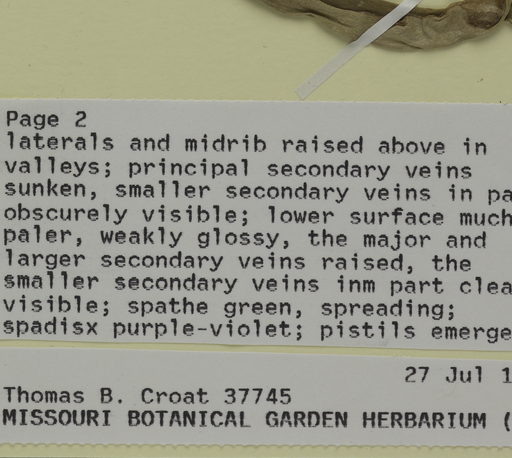 Page 2
laterals and midrib raised above in
valleys; principal secondary veins
sunken, smaller secondary veins in pa
obscurely visible; lower surface much
paler, weakly glossy, the major and
larger secondary veins raised, the
smaller secondary veins inm part clea
visible; spathe green, spreading;
spadisx purple-violet; pistils emerge
27 Jul 1
Thomas B. Croat 37745
MISSOURI BOTANICAL GARDEN HERBARIUM (